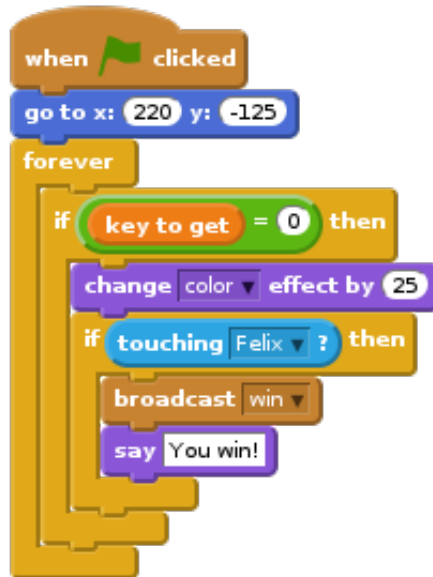 when clicked
go to x: 220 y: -125
forever
if key to get = 0 then
change color effect by 25
if touching Felix ? then
broadcast win
say You win!